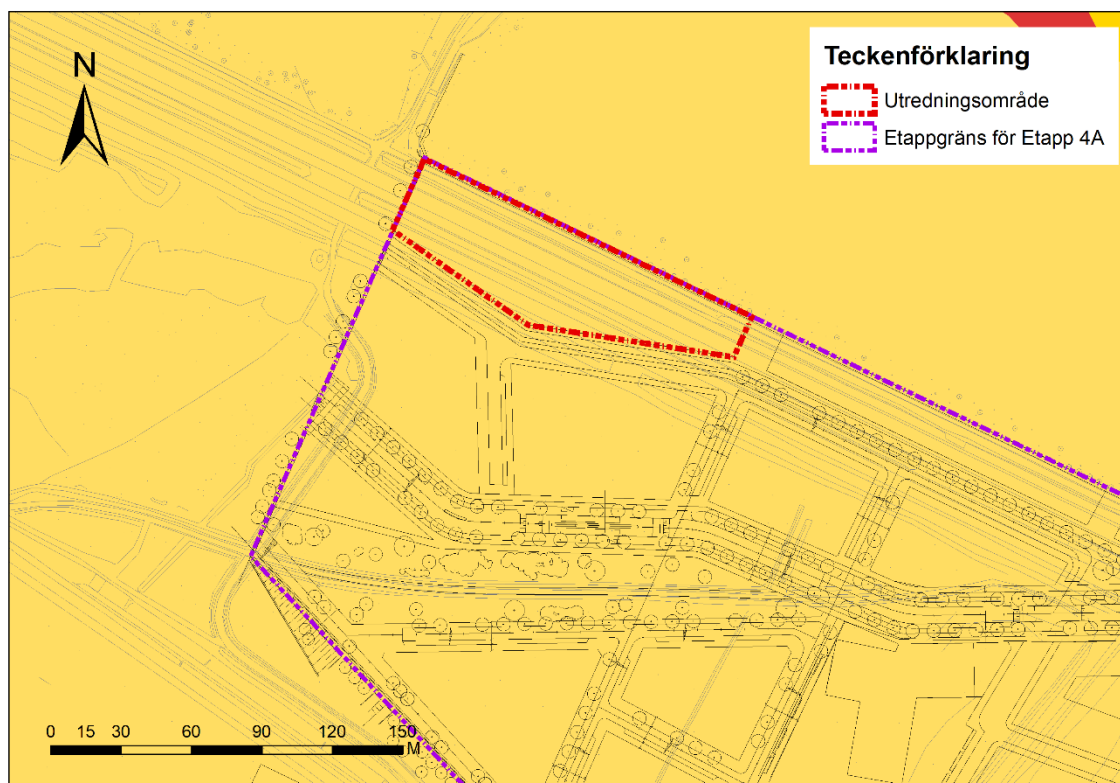 N
Teckenförklaring
Utredningsområde
Etappgräns för Etapp 4A
0 15 30 60 90 120 150
M